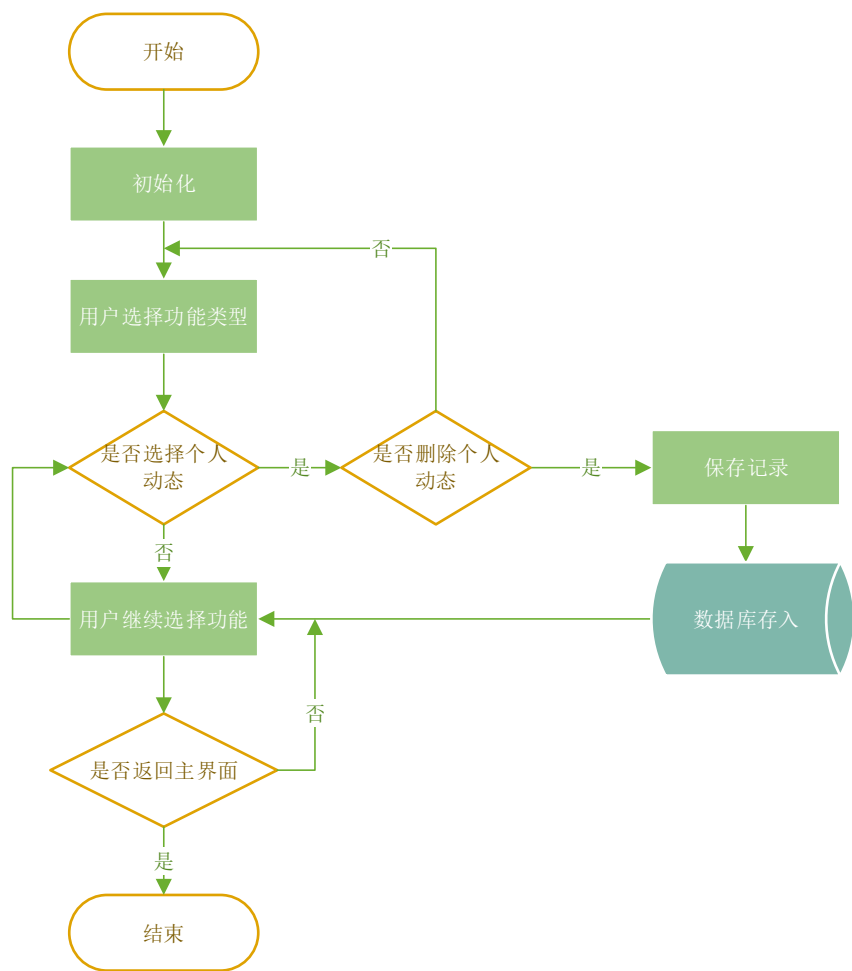 开始
初始化
否
用户选择功能类型
是否选择个人
动态
是
是否删除个人
动态
是
保存记录
否
用户继续选择功能
数据库存入
否
是否返回主界面
是
结束